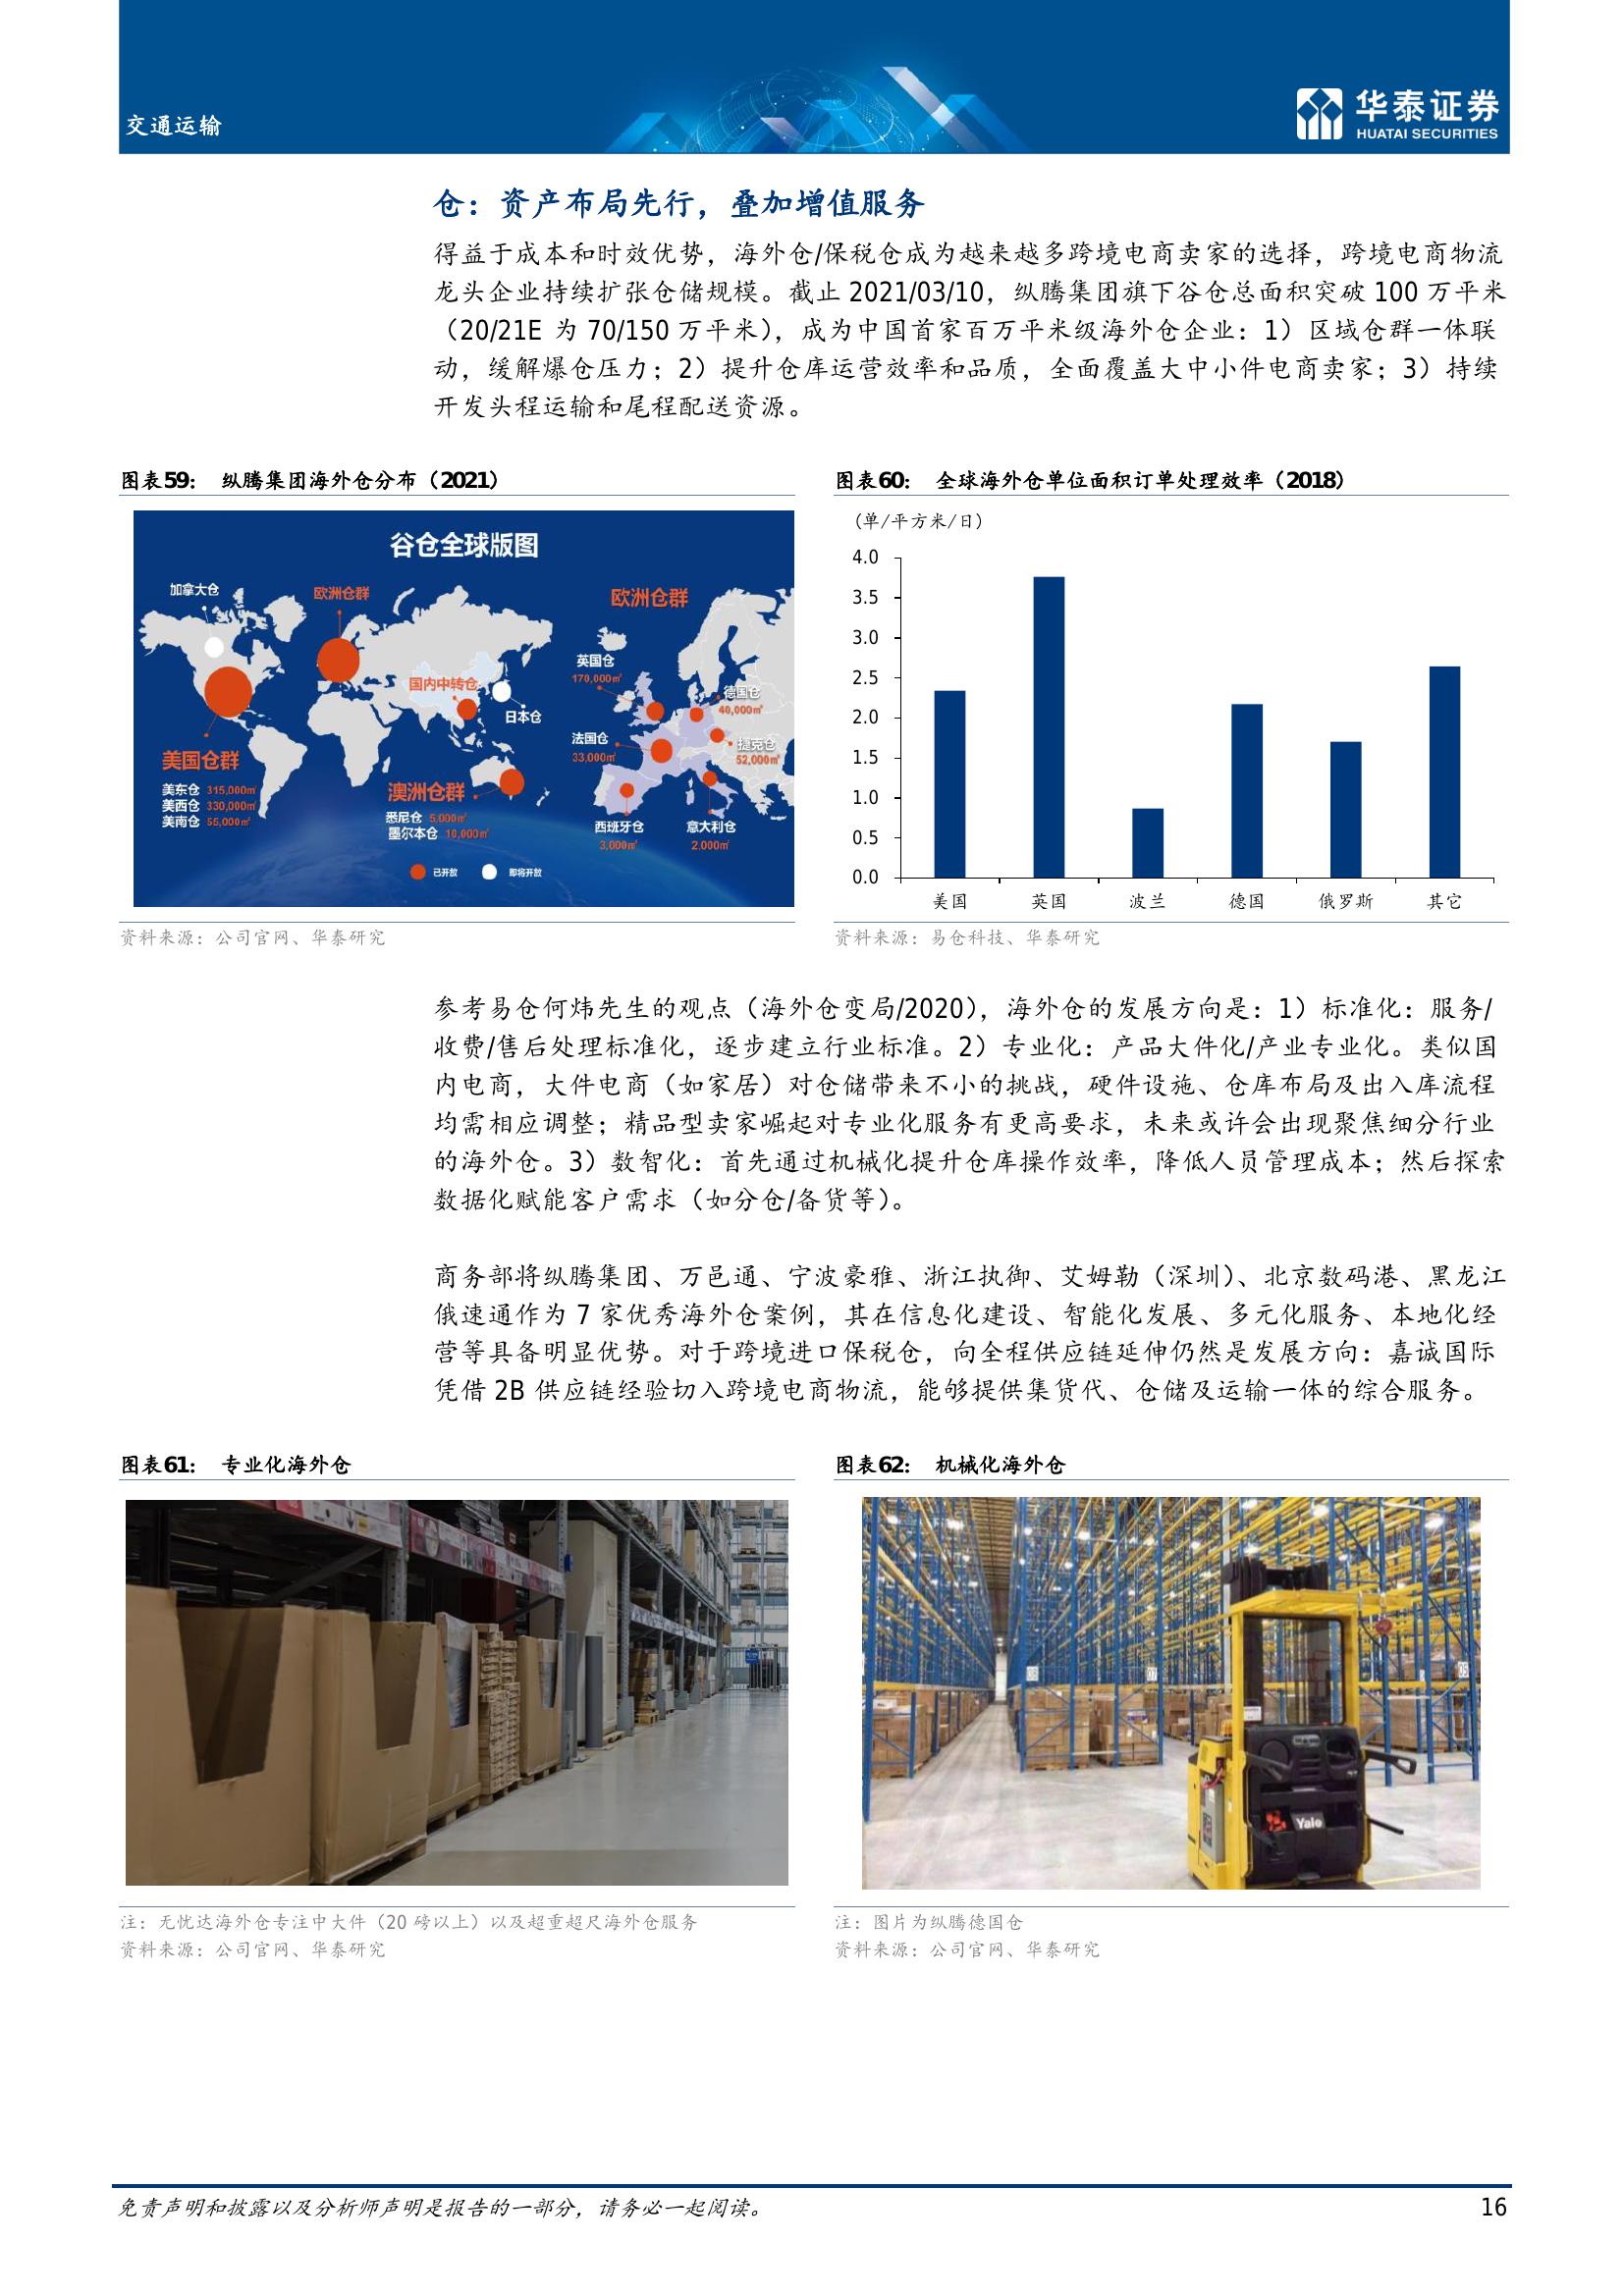 交通运输
华泰证券
HUATAI SECURITIES
仓：资产布局先行，叠加增值服务
得益于成本和时效优势，海外仓/保税仓成为越来越多跨境电商卖家的选择，跨境电商物流
龙头企业持续扩张仓储规模。截止 2021/03/10，纵腾集团旗下谷仓总面积突破 100 万平米
（20/21E 为 70/150 万平米），成为中国首家百万平米级海外仓企业：1）区域仓群一体联
动，缓解爆仓压力；2）提升仓库运营效率和品质，全面覆盖大中小件电商卖家；3）持续
开发头程运输和尾程配送资源。
图表59： 纵腾集团海外仓分布（2021）
谷仓全球版图
加拿大仓
欧洲仓群
国内中转仓
日本仓
美国仓群
美东仓 315,000㎡
美西仓 330,000㎡
美南仓 55,000㎡
澳洲仓群
悉尼仓 5,000㎡
墨尔本仓 10,000㎡
欧洲仓群
英国仓
170,000㎡
德国仓
40,000㎡
法国仓
33,000㎡
捷克仓
52,000㎡
西班牙仓
3,000㎡
意大利仓
2,000㎡
已开放
即将开放
资料来源：公司官网、华泰研究
图表60： 全球海外仓单位面积订单处理效率（2018）
（单/平方米/日）
4.0
3.5
3.0
2.5
2.0
1.5
1.0
0.5
0.0
美国 英国 波兰 德国 俄罗斯 其它
资料来源：易仓科技、华泰研究
参考易仓何炜先生的观点（海外仓变局/2020），海外仓的发展方向是：1）标准化：服务/
收费/售后处理标准化，逐步建立行业标准。2）专业化：产品大件化/产业专业化。类似国
内电商，大件电商（如家居）对仓储带来不小的挑战，硬件设施、仓库布局及出入库流程
均需相应调整；精品型卖家崛起对专业化服务有更高要求，未来或许会出现聚焦细分行业
的海外仓。3）数智化：首先通过机械化提升仓库操作效率，降低人员管理成本；然后探索
数据化赋能客户需求（如分仓/备货等）。
商务部将纵腾集团、万邑通、宁波豪雅、浙江执御、艾姆勒（深圳）、北京数码港、黑龙江
俄速通作为 7 家优秀海外仓案例，其在信息化建设、智能化发展、多元化服务、本地化经
营等具备明显优势。对于跨境进口保税仓，向全程供应链延伸仍然是发展方向：嘉诚国际
凭借 2B 供应链经验切入跨境电商物流，能够提供集货代、仓储及运输一体的综合服务。
图表61： 专业化海外仓
注：无忧达海外仓专注中大件（20 磅以上）以及超重超尺海外仓服务
资料来源：公司官网、华泰研究
图表62： 机械化海外仓
Yale
注：图片为纵腾德国仓
资料来源：公司官网、华泰研究
免责声明和披露以及分析师声明是报告的一部分，请务必一起阅读。
16